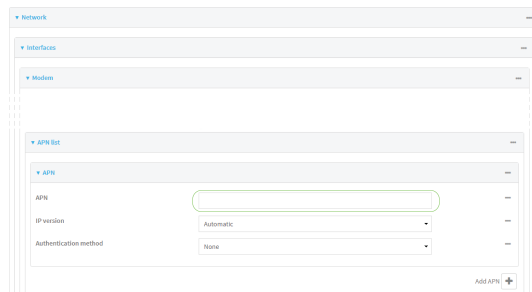 Network
Interfaces
Modem
APN list
APN
APN
IP version
Automatic
Authentication method
None
Add APN